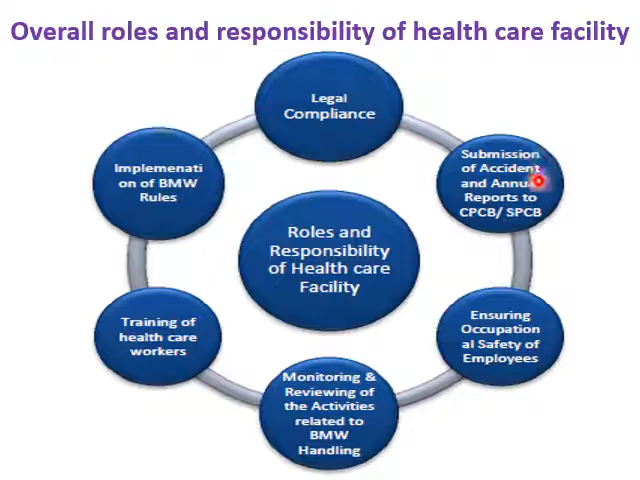 Overall roles and responsibility of health care facility
Legal
Compliance
Submission
of Accident
and Annual
Reports to
CPCB/ SPCB
Ensuring
Occupation
al Safety of
Employees
Monitoring &
Reviewing of
the Activities
related to
BMW
Handling
Training of
health care
workers
Implemenati
on of BMW
Rules
Roles and
Responsibility
of Health care
Facility